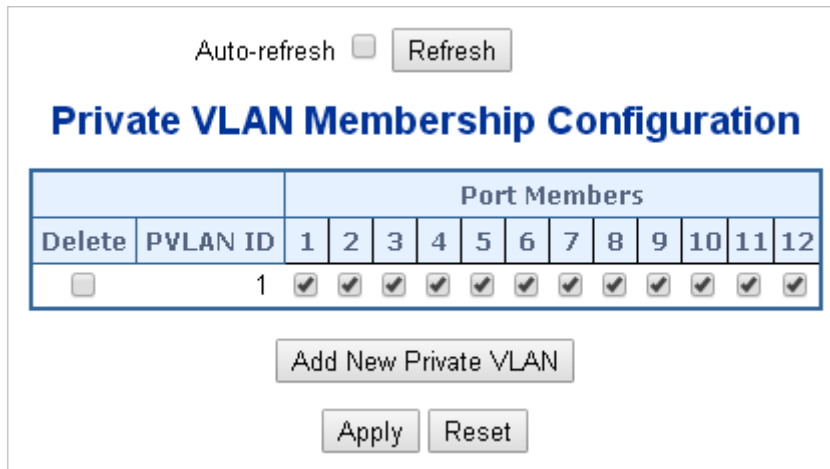 Auto-refresh Refresh
Private VLAN Membership Configuration
Port Members
Delete PVLAN ID 1 2 3 4 5 6 7 8 9 10 11 12
1
Add New Private VLAN
Apply Reset